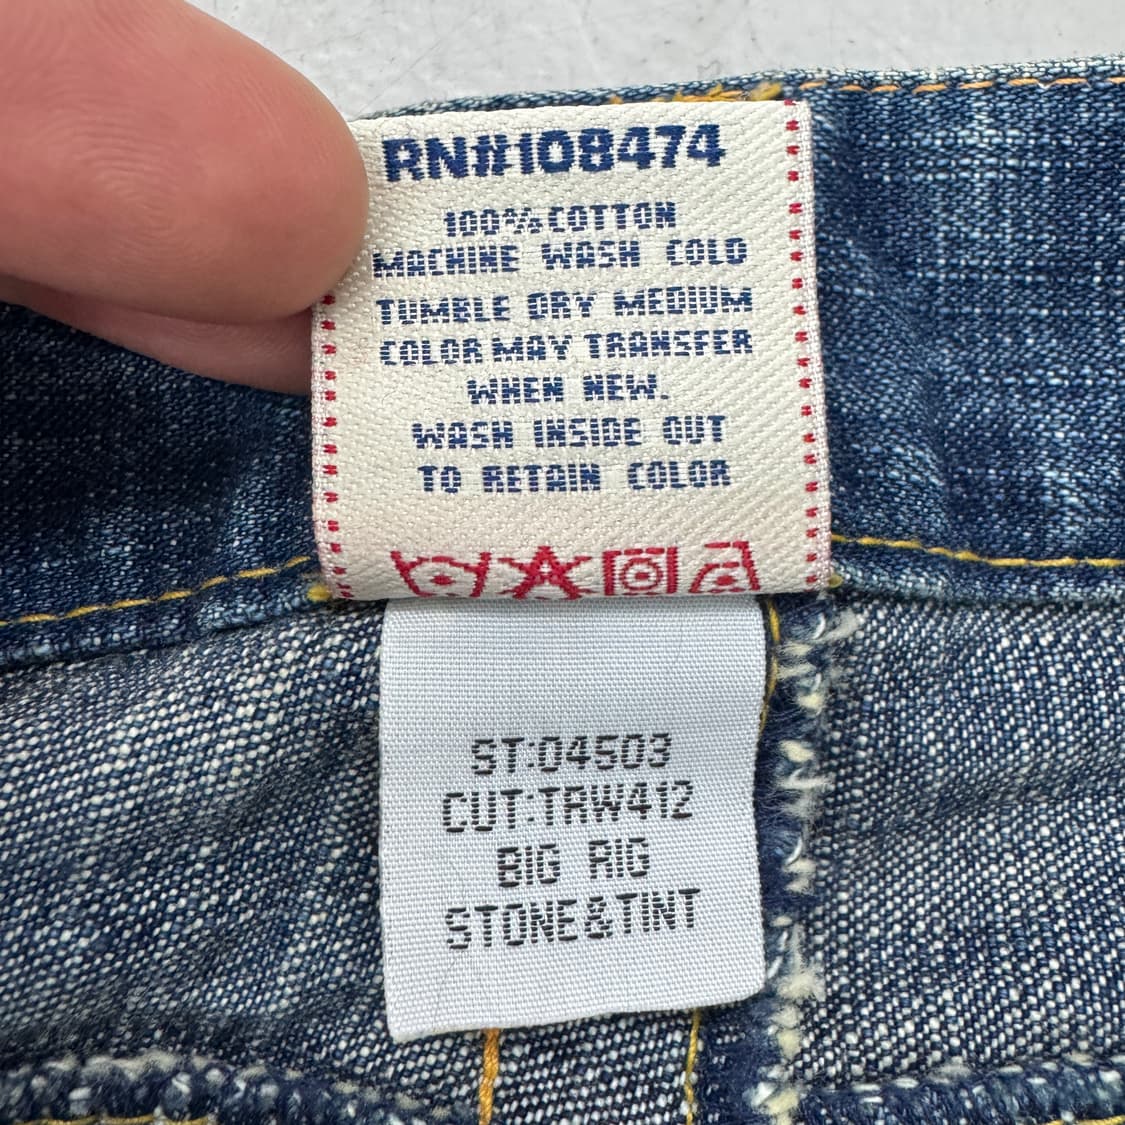 RN#108474
100% COTTON
MACHINE WASH COLD
TUMBLE DRY MEDIUM
COLOR MAY TRANSFER
WHEN NEW.
WASH INSIDE OUT
TO RETAIN COLOR
ST:04503
CUT:TRW412
BIG RIG
STONE&TINT